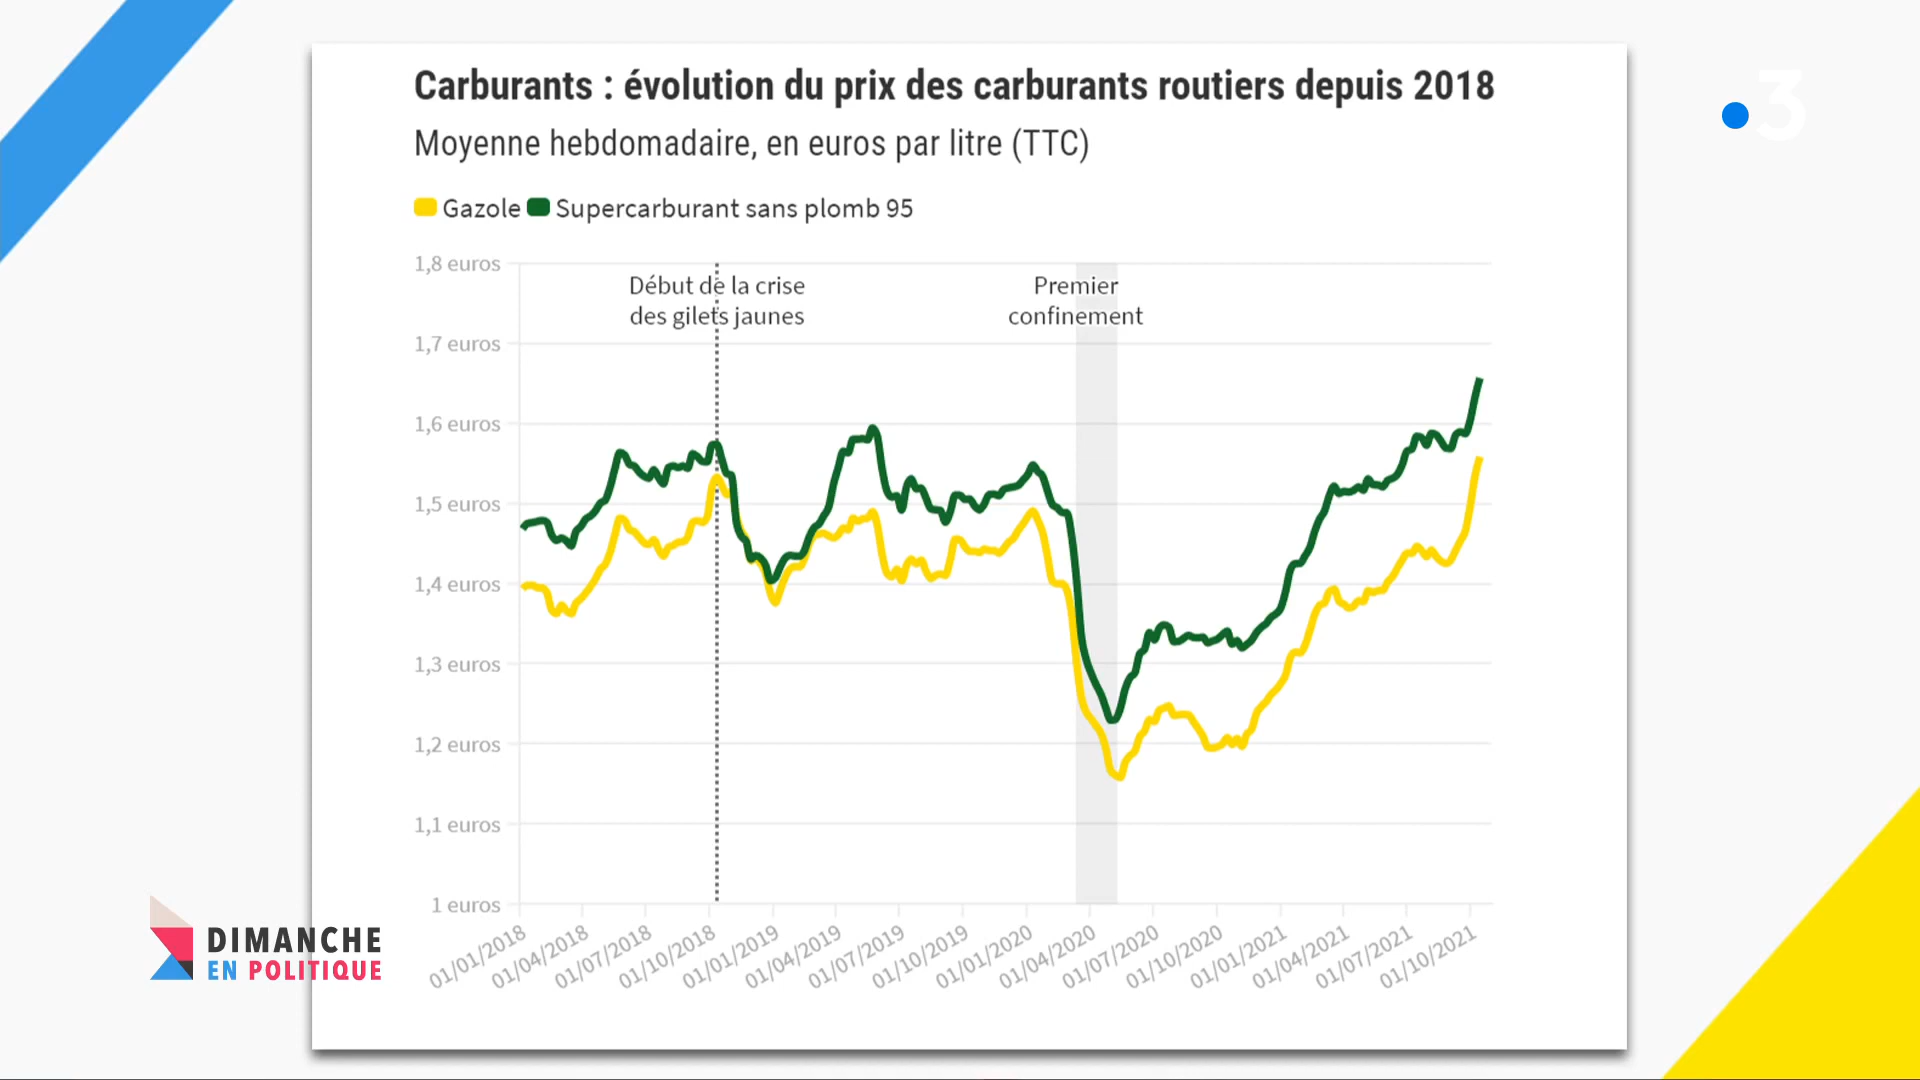 Carburants : évolution du prix des carburants routiers depuis 2018
Moyenne hebdomadaire, en euros par litre (TTC)
Gazole Supercarburant sans plomb 95
3
1,8 euros
Début de la crise
des gilets jaunes
Premier
confinement
1,7 euros
1,6 euros
1,5 euros
1,4 euros
1,3 euros
1,2 euros
1,1 euros
1 euros
01/01/2018 01/04/2018 01/07/2018 01/10/2018 01/01/2019 01/04/2019 01/07/2019 01/10/2019 01/01/2020 01/04/2020 01/07/2020 01/10/2020 01/01/2021 01/04/2021 01/07/2021 01/10/2021
DIMANCHE
EN POLITIQUE